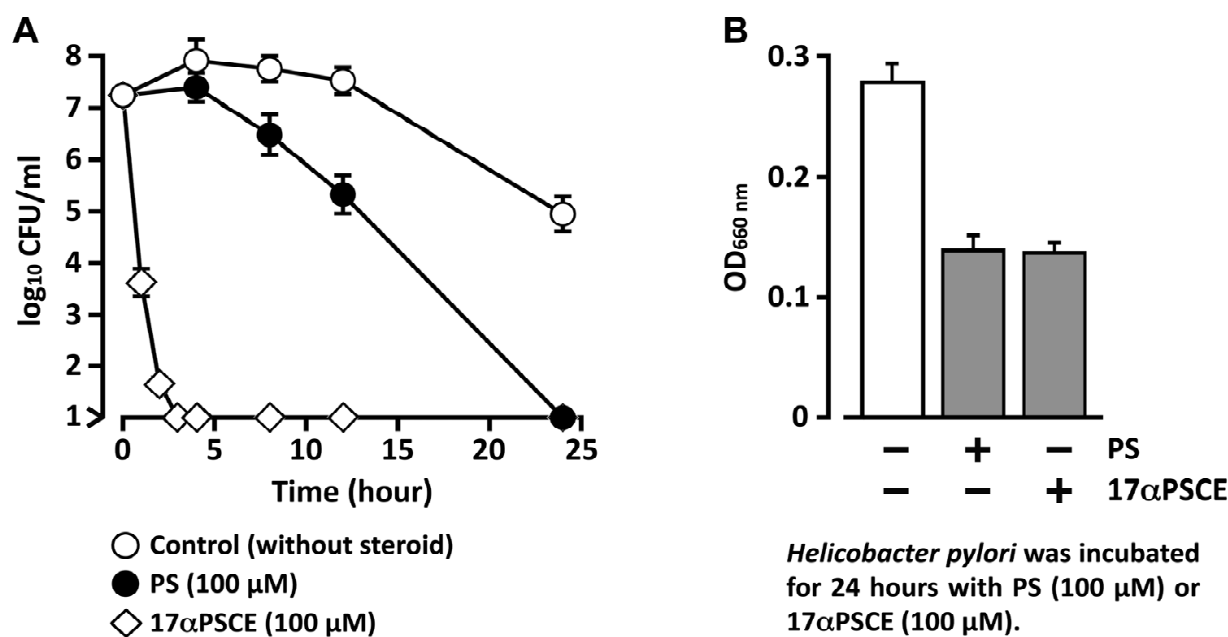 A
log₁₀ CFU/ml
8
7
6
5
4
3
2
1
0 5 10 15 20 25
Time (hour)
Control (without steroid)
PS (100 µM)
17αPSCE (100 µM)
B
OD₆₆₀ ₙₘ
0.3
0.2
0.1
0
− + − PS
− − + 17αPSCE
Helicobacter pylori was incubated
for 24 hours with PS (100 µM) or
17αPSCE (100 µM).